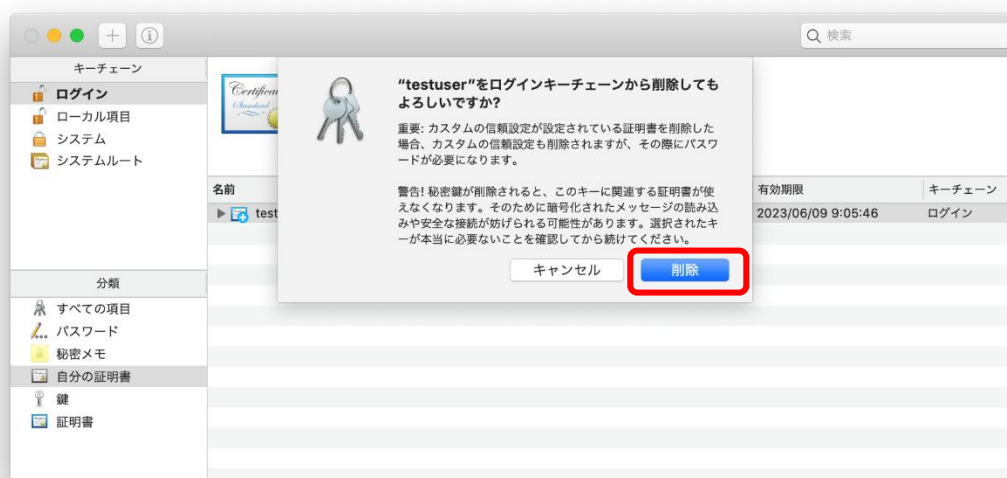 検索
キーチェーン
ログイン
ローカル項目
システム
システムルート
Certificate
Standard
"testuser"をログインキーチェーンから削除しても
よろしいですか?
重要: カスタムの信頼設定が設定されている証明書を削除した
場合、カスタムの信頼設定も削除されますが、その際にパスワ
ードが必要になります。
警告! 秘密鍵が削除されると、このキーに関連する証明書が使
えなくなります。そのために暗号化されたメッセージの読み込
みや安全な接続が妨げられる可能性があります。選択されたキ
ーが本当に必要ないことを確認してから続けてください。
キャンセル
削除
名前
有効期限
キーチェーン
test
2023/06/09 9:05:46
ログイン
分類
すべての項目
パスワード
秘密メモ
自分の証明書
鍵
証明書